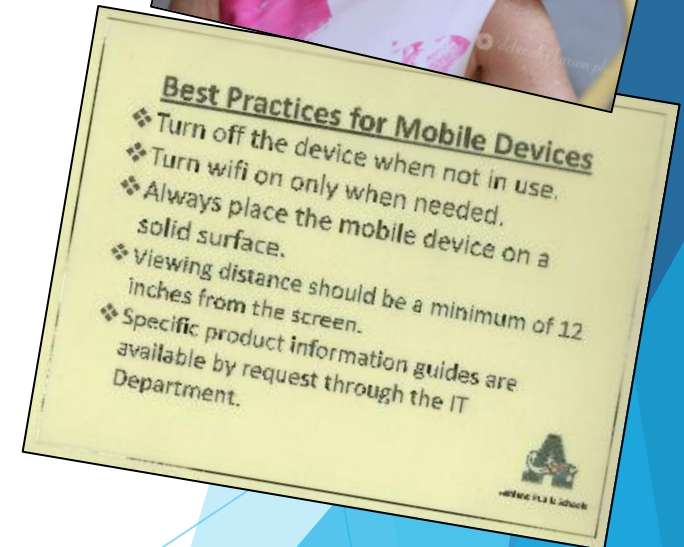 Best Practices for Mobile Devices
❖Turn off the device when not in use.
❖Turn wifi on only when needed.
❖Always place the mobile device on a
solid surface.
❖Viewing distance should be a minimum of 12
inches from the screen.
❖Specific product information guides are
available by request through the IT
Department.
A
Public Schools